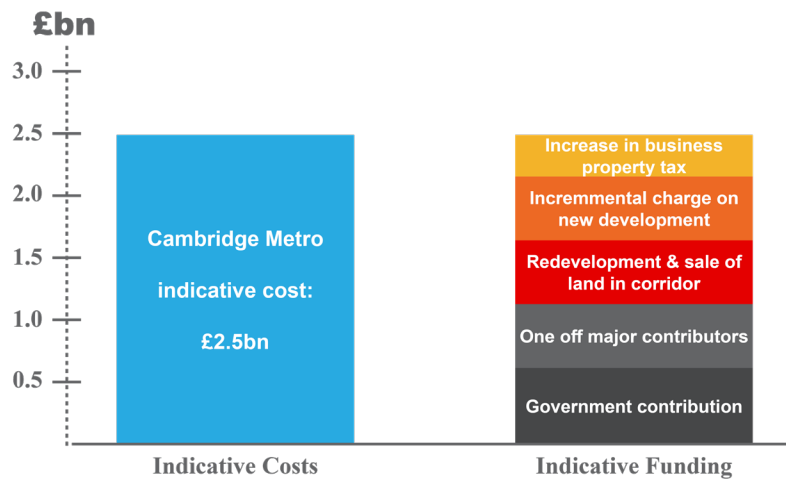 £bn
3.0
2.5
2.0
1.5
1.0
0.5
Cambridge Metro
indicative cost:
£2.5bn
Increase in business
property tax
Incremmental charge on
new development
Redevelopment & sale of
land in corridor
One off major contributors
Government contribution
Indicative Costs
Indicative Funding